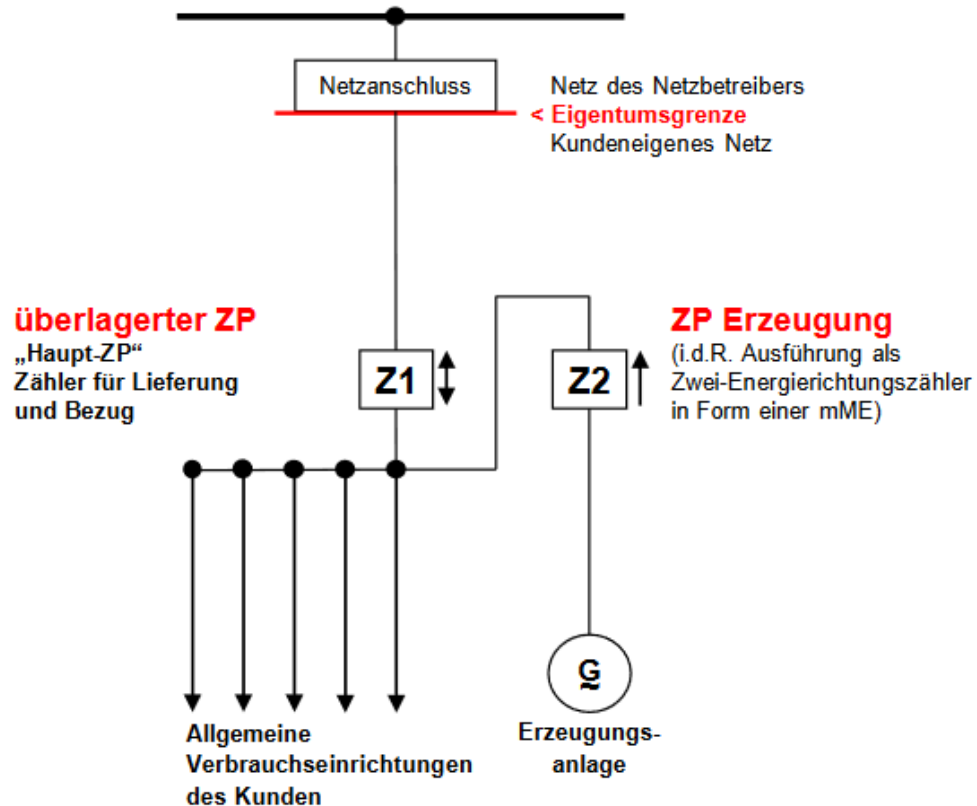 Netzanschluss
Netz des Netzbetreibers
< Eigentumsgrenze
Kundeneigenes Netz
überlagerter ZP
„Haupt-ZP“
Zähler für Lieferung
und Bezug
Z1
Z2
ZP Erzeugung
(i.d.R. Ausführung als
Zwei-Energierichtungszähler
in Form einer mME)
G
~
Allgemeine
Verbrauchseinrichtungen
des Kunden
Erzeugungs-
anlage